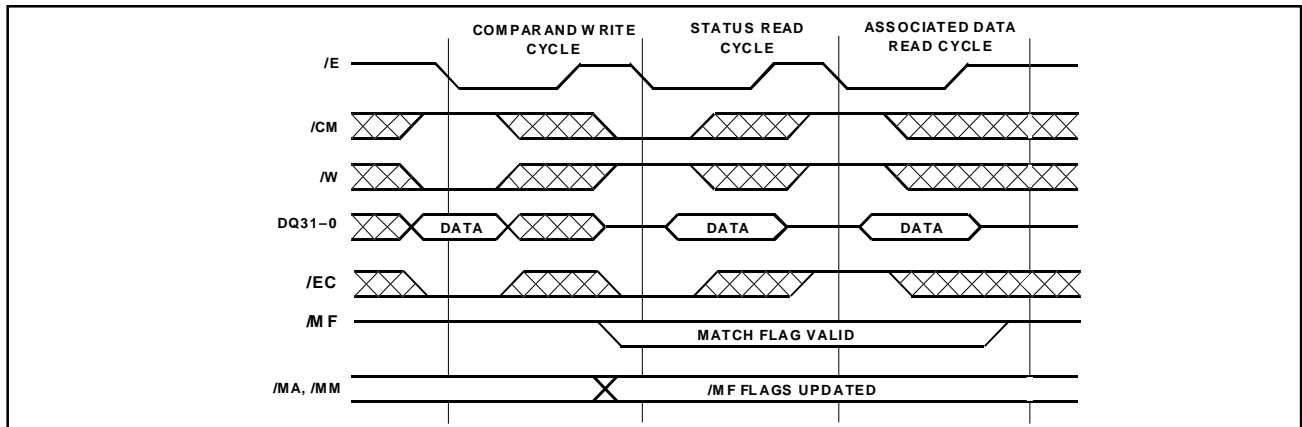 COMPARAND WRITE
CYCLE
STATUS READ
CYCLE
ASSOCIATED DATA
READ CYCLE
/E
/CM
/W
DQ31–0
DATA
DATA
DATA
/EC
/MF
MATCH FLAG VALID
/MA, /MM
/MF FLAGS UPDATED